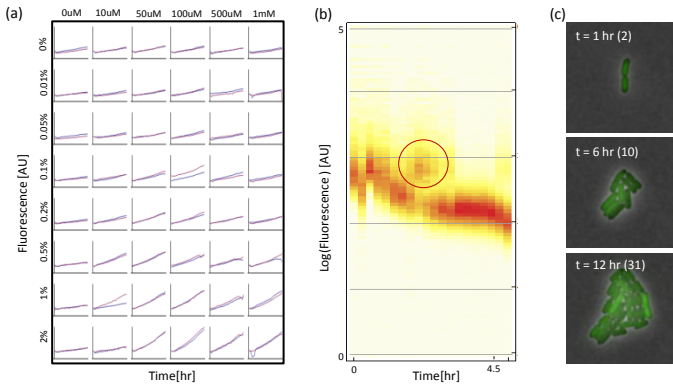 (a)
0uM 10uM 50uM 100uM 500uM 1mM
Fluorescence [AU]
0%
0.01%
0.05%
0.1%
0.2%
0.5%
1%
2%
Time[hr]
(b)
Log(Fluorescence ) [AU]
5
0
0
4.5
Time[hr]
(c)
t = 1 hr (2)
t = 6 hr (10)
t = 12 hr (31)